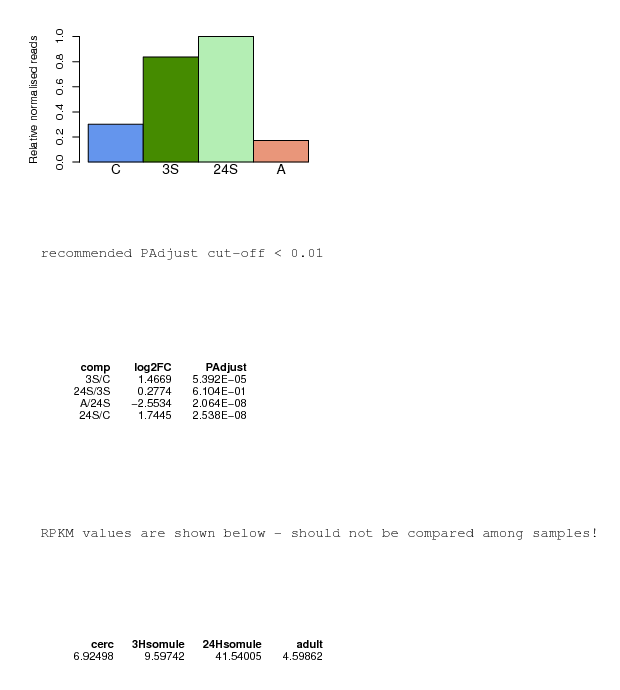 Relative normalised reads
1.0
0.8
0.6
0.4
0.2
0.0
C 3S 24S A
recommended PAdjust cut-off < 0.01
comp log2FC PAdjust
3S/C 1.4669 5.392E-05
24S/3S 0.2774 6.104E-01
A/24S -2.5534 2.064E-08
24S/C 1.7445 2.538E-08
RPKM values are shown below - should not be compared among samples!
cerc 3Hsomule 24Hsomule adult
6.92498 9.59742 41.54005 4.59862